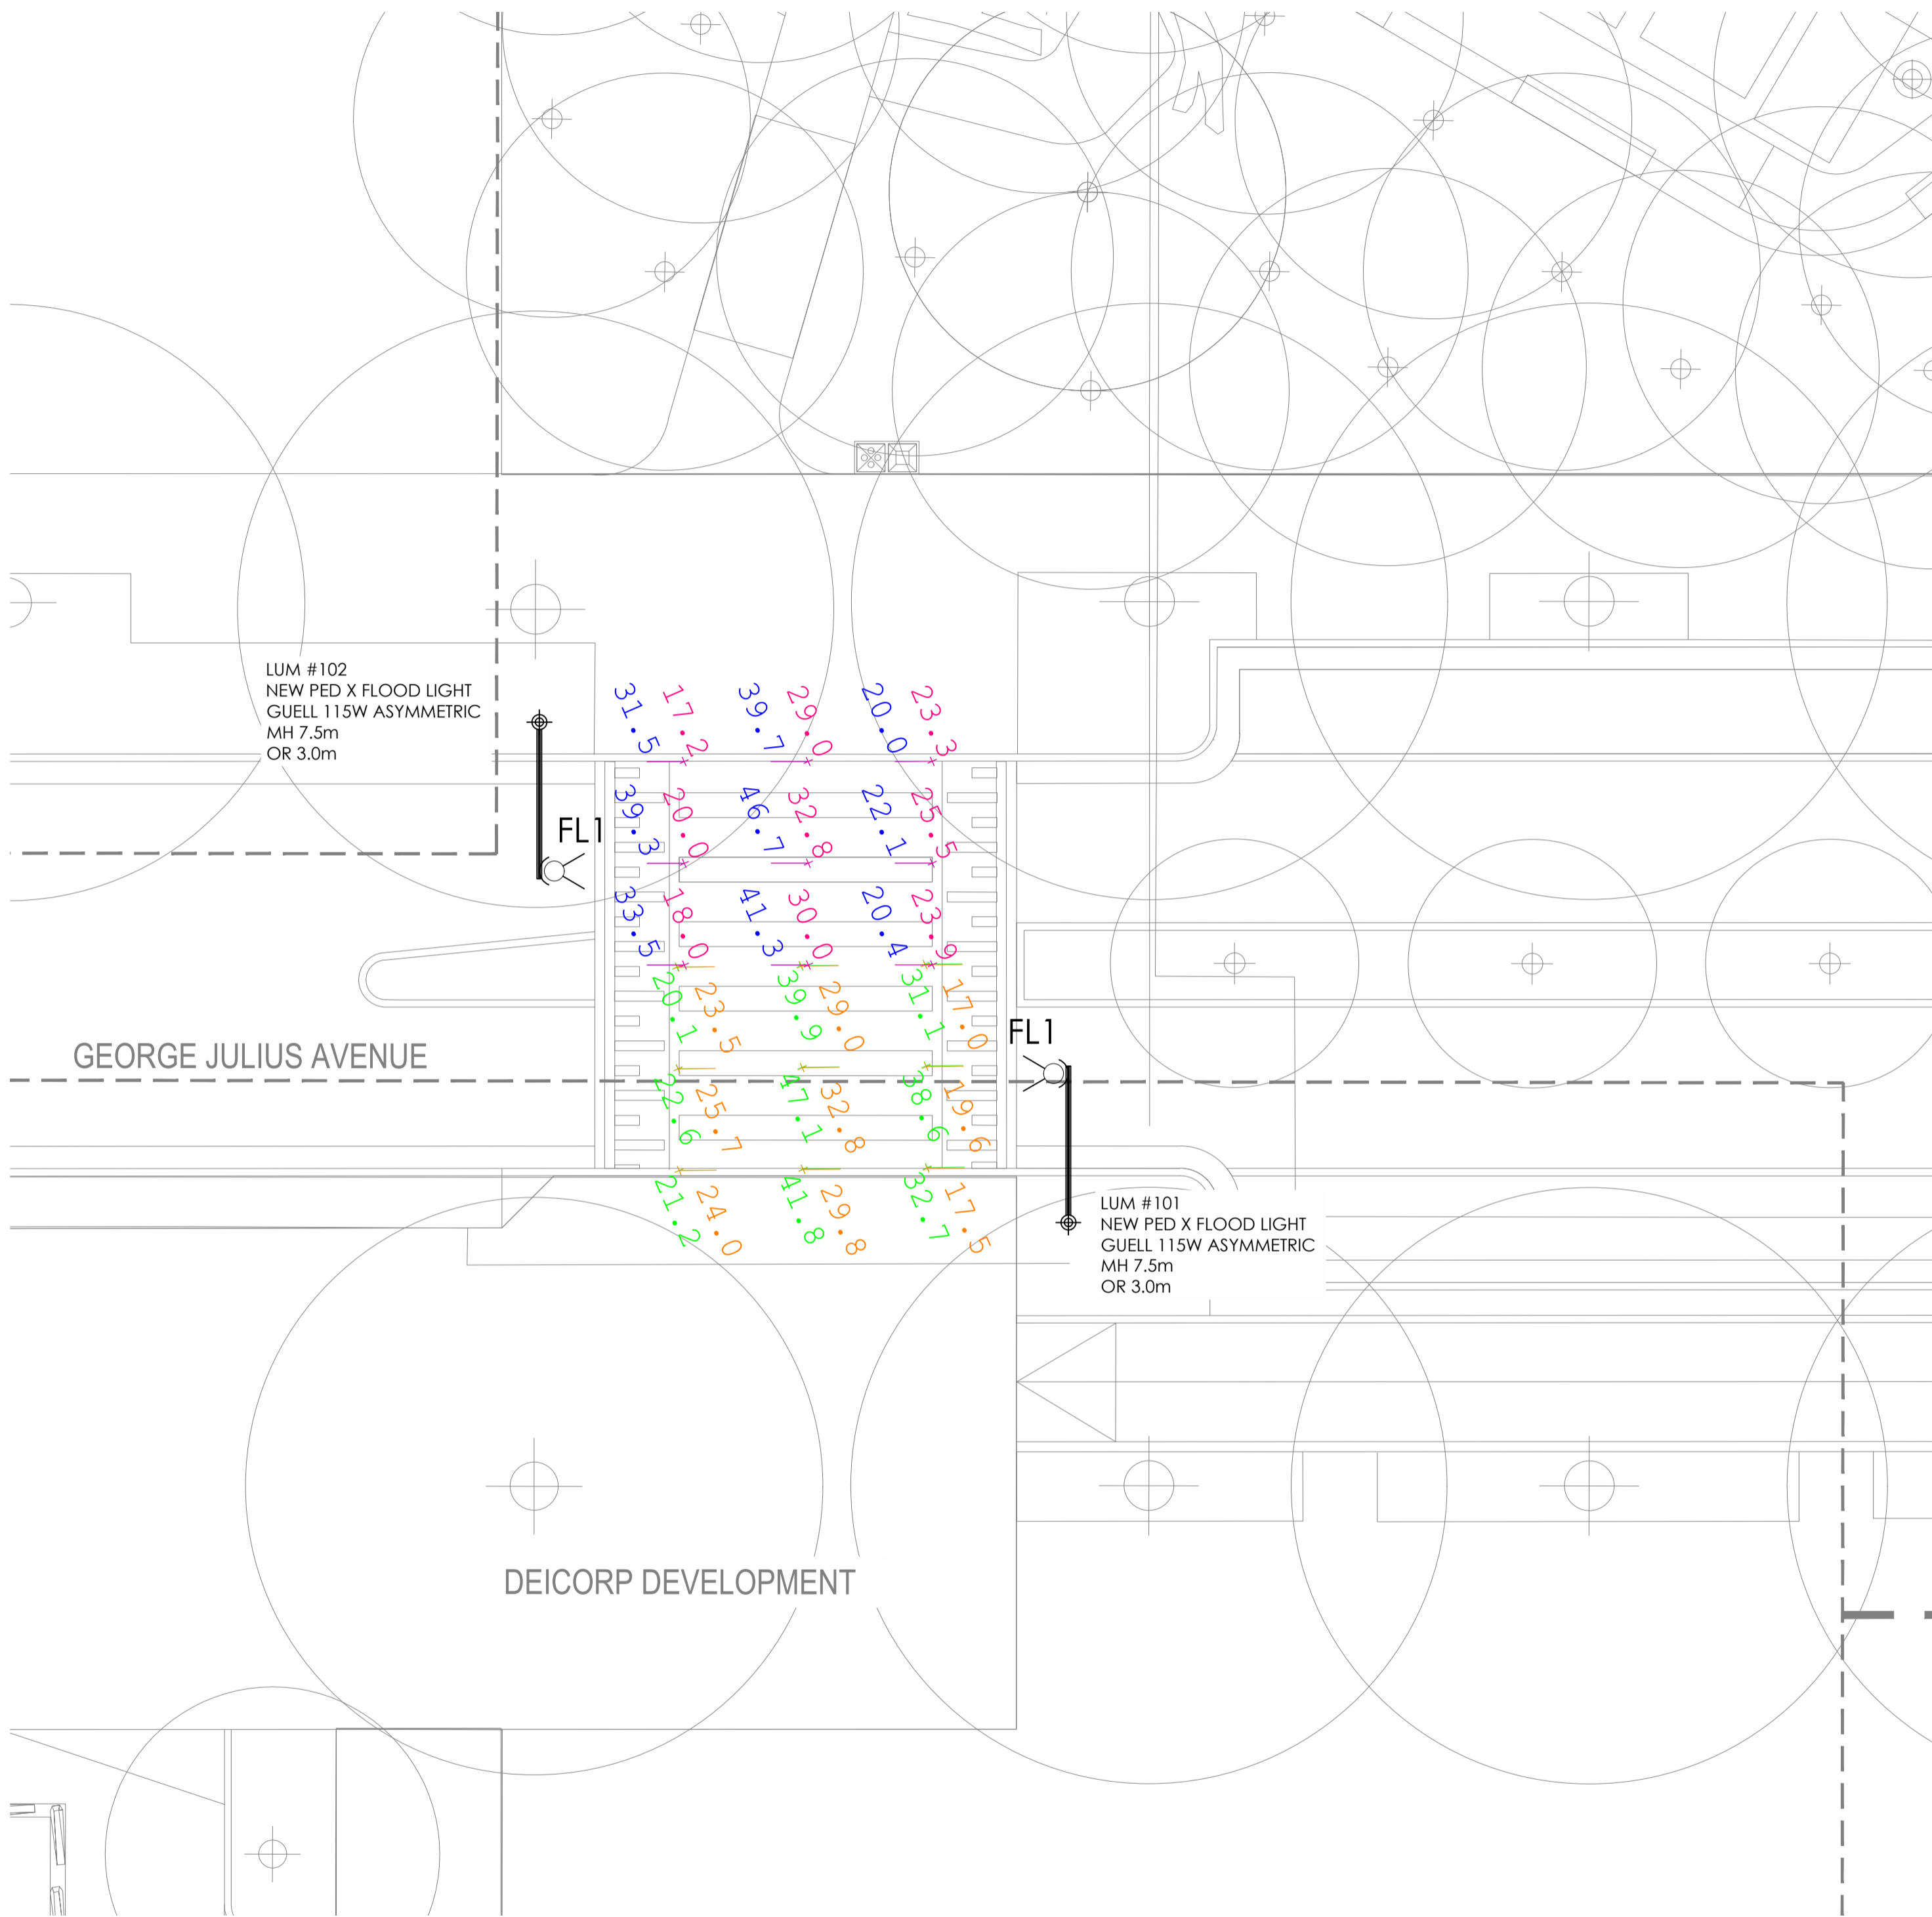 LUM #102
NEW PED X FLOOD LIGHT
GUELL 115W ASYMMETRIC
MH 7.5m
OR 3.0m
31.5 17.2 39.7 29.0 20.0 23.3
FL1
39.3 20.0 46.7 32.8 22.1 25.5
33.5 18.0 41.3 30.0 20.4 23.9
20.1 23.5 39.9 29.0 31.1 17.0
FL1
GEORGE JULIUS AVENUE
22.6 25.7 47.1 32.8 38.6 19.6
21.2 24.0 41.8 29.8 32.7 17.5
LUM #101
NEW PED X FLOOD LIGHT
GUELL 115W ASYMMETRIC
MH 7.5m
OR 3.0m
DEICORP DEVELOPMENT